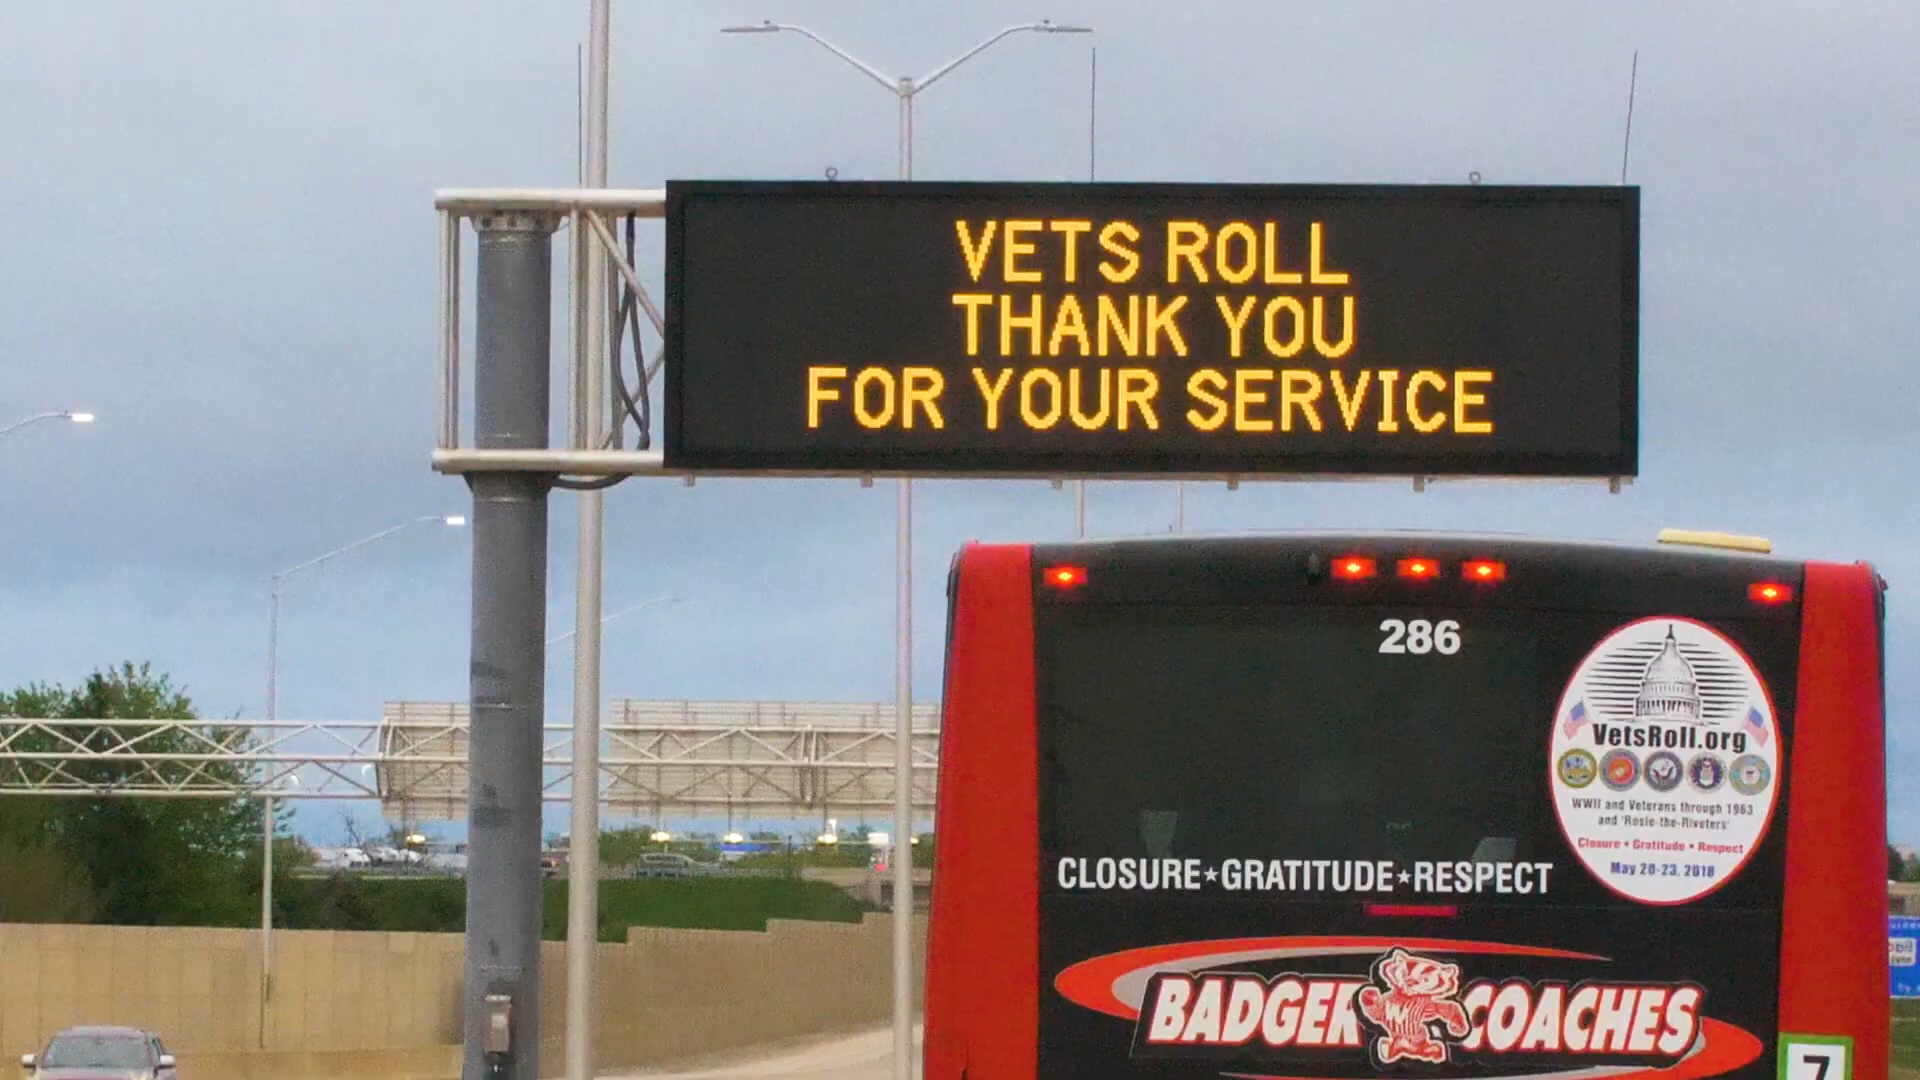 VETS ROLL
THANK YOU
FOR YOUR SERVICE
286
VetsRoll.org
WWII and Veterans through 1963
and 'Rosie-the-Riveters'
Closure • Gratitude • Respect
May 20-23, 2018
CLOSURE★GRATITUDE★RESPECT
BADGER COACHES
W
7